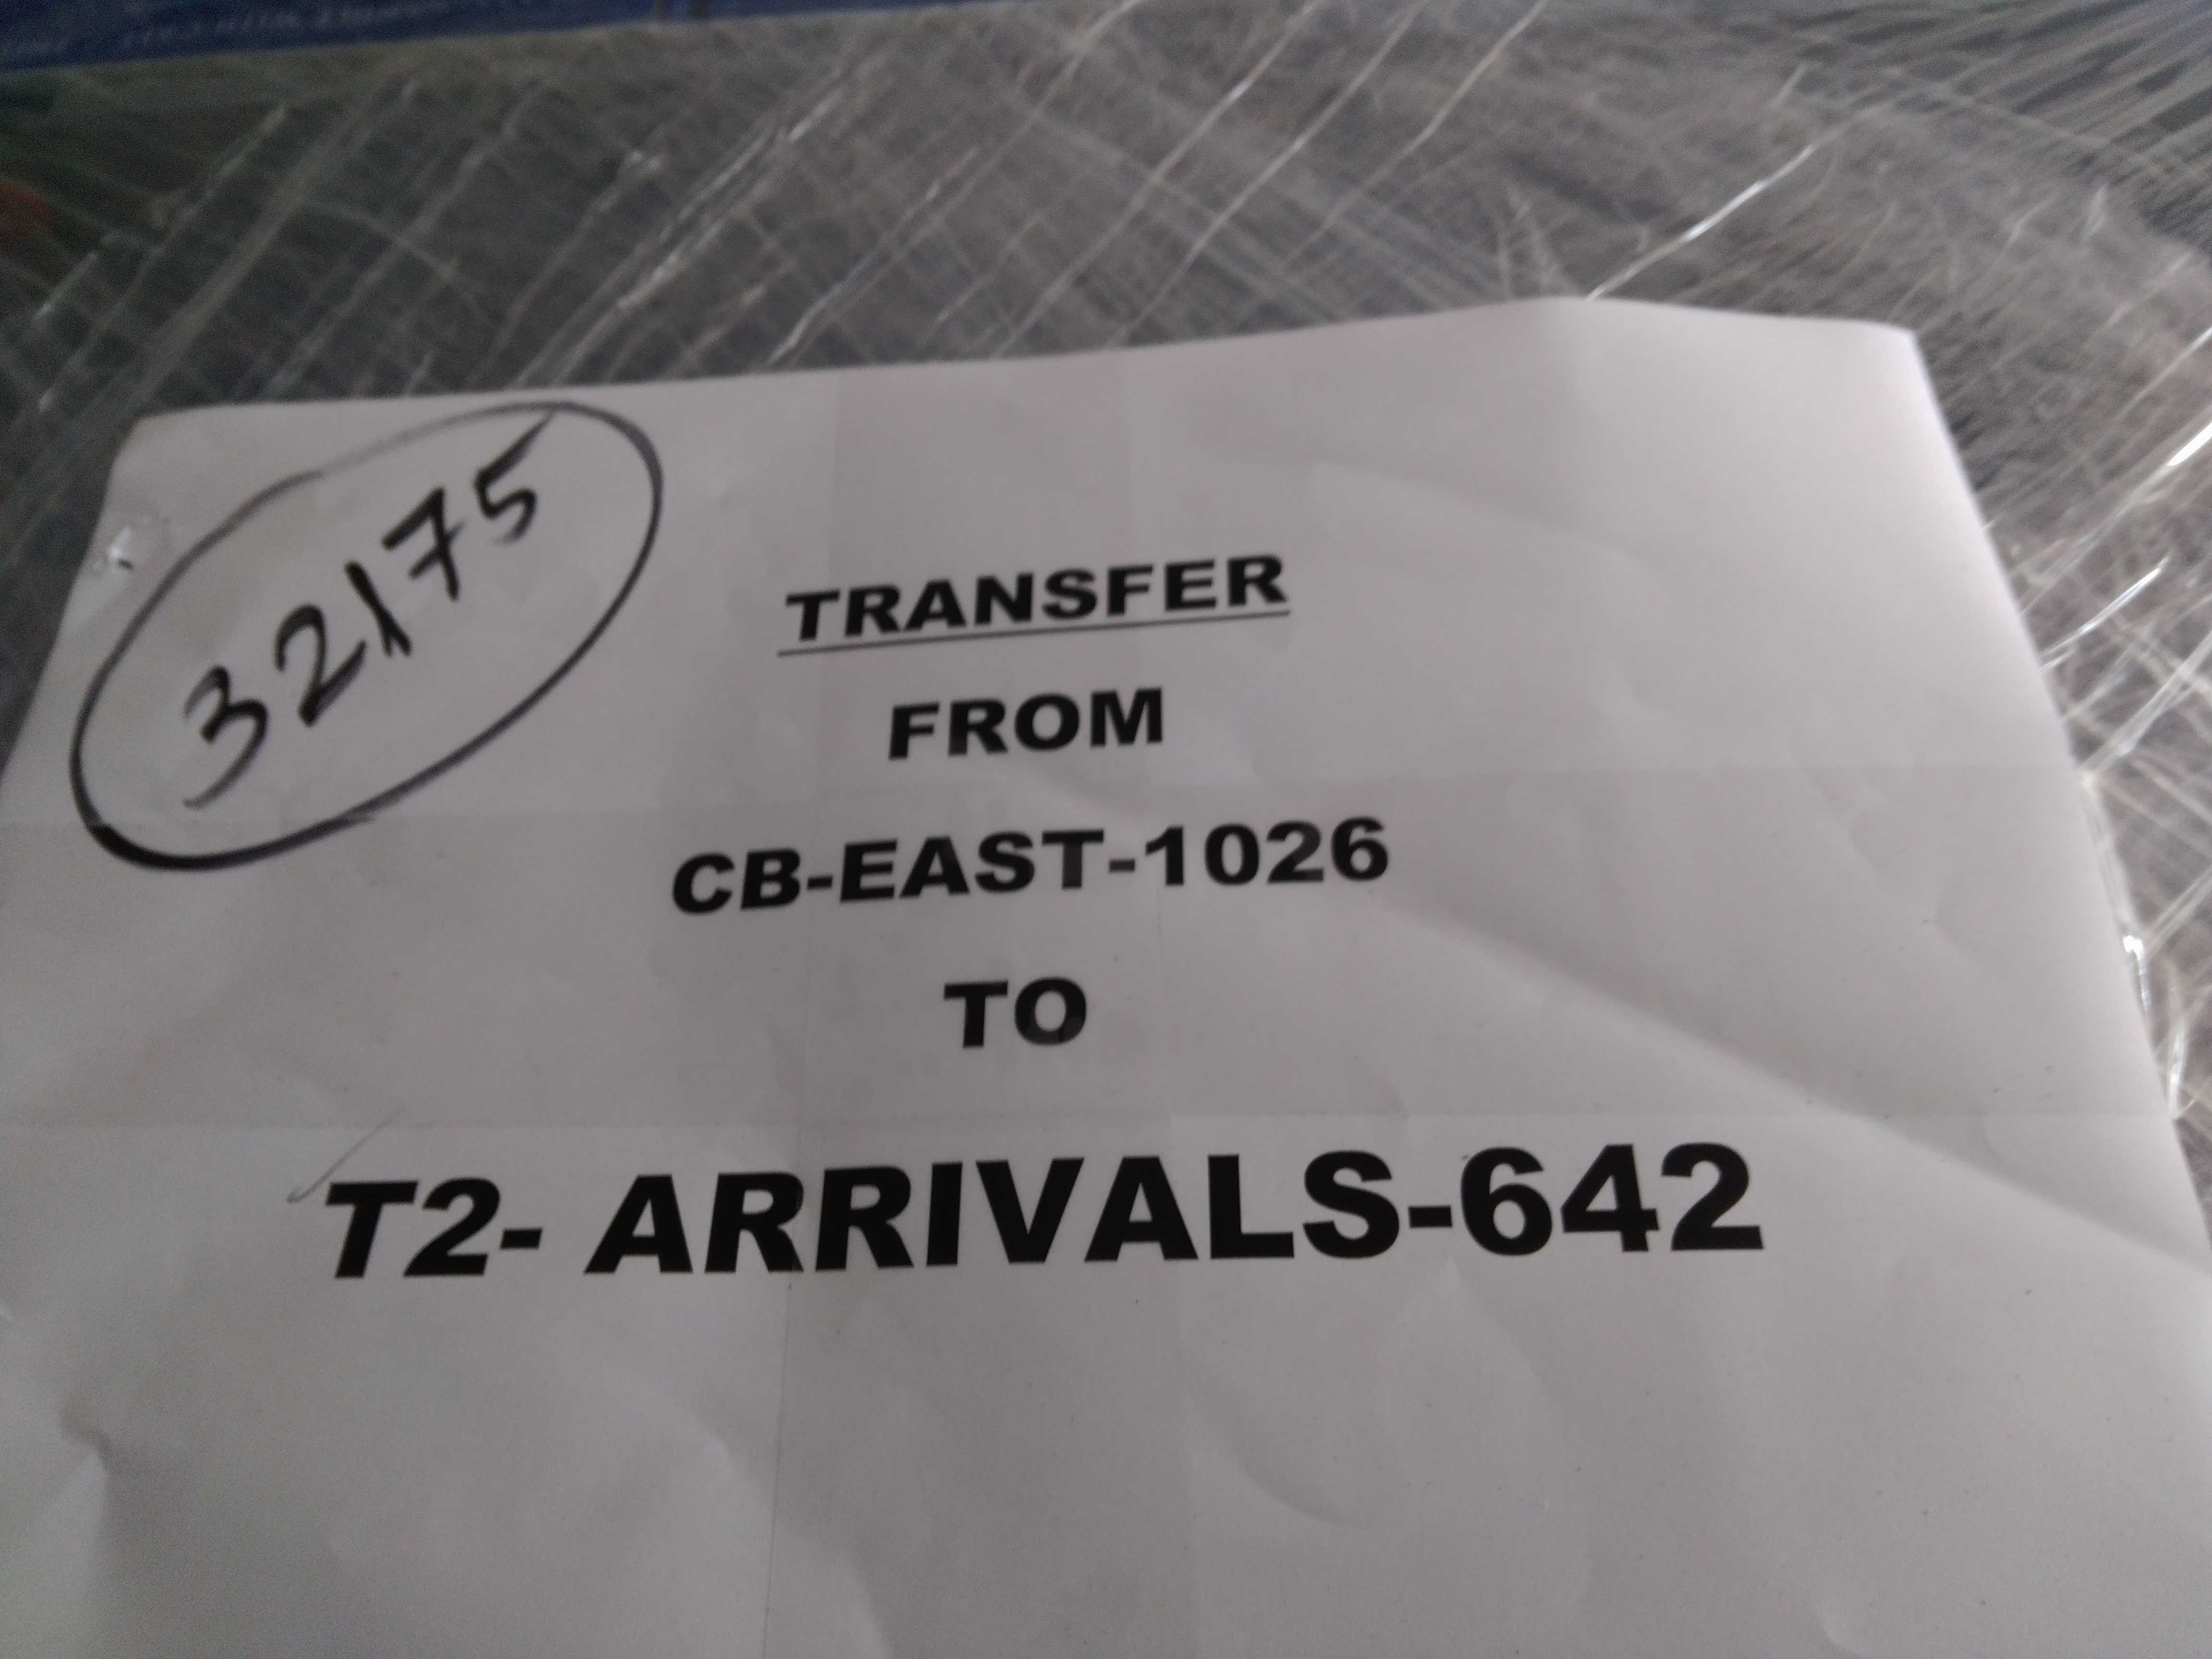 32175
TRANSFER
FROM
CB-EAST-1026
TO
T2- ARRIVALS-642